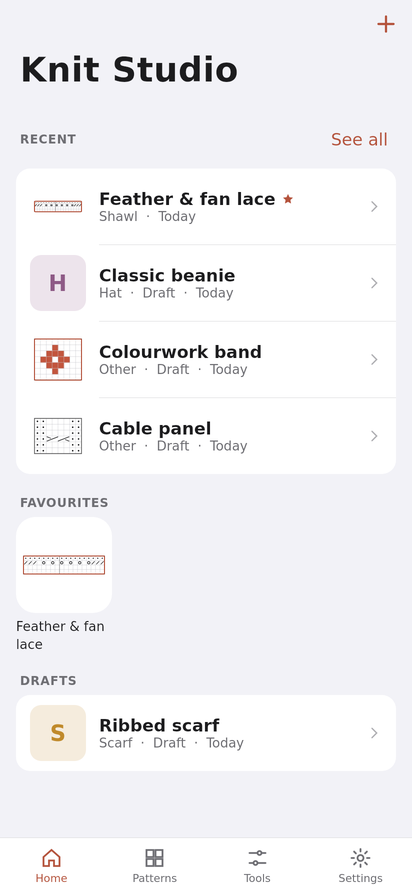 Knit Studio
RECENT
See all
Feather & fan lace
Shawl · Today
H
Classic beanie
Hat · Draft · Today
Colourwork band
Other · Draft · Today
Cable panel
Other · Draft · Today
FAVOURITES
Feather & fan
lace
DRAFTS
S
Ribbed scarf
Scarf · Draft · Today
Home
Patterns
Tools
Settings